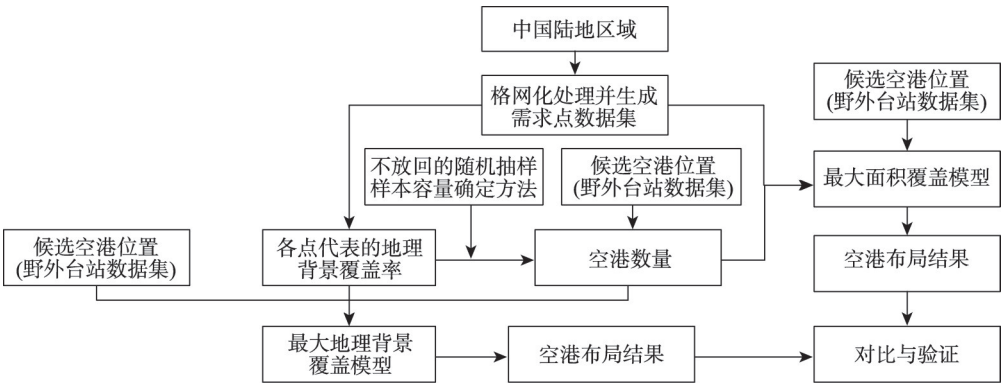 中国陆地区域
格网化处理并生成
需求点数据集
候选空港位置
(野外台站数据集)
不放回的随机抽样
样本容量确定方法
候选空港位置
(野外台站数据集)
最大面积覆盖模型
候选空港位置
(野外台站数据集)
各点代表的地理
背景覆盖率
空港数量
空港布局结果
最大地理背景
覆盖模型
空港布局结果
对比与验证